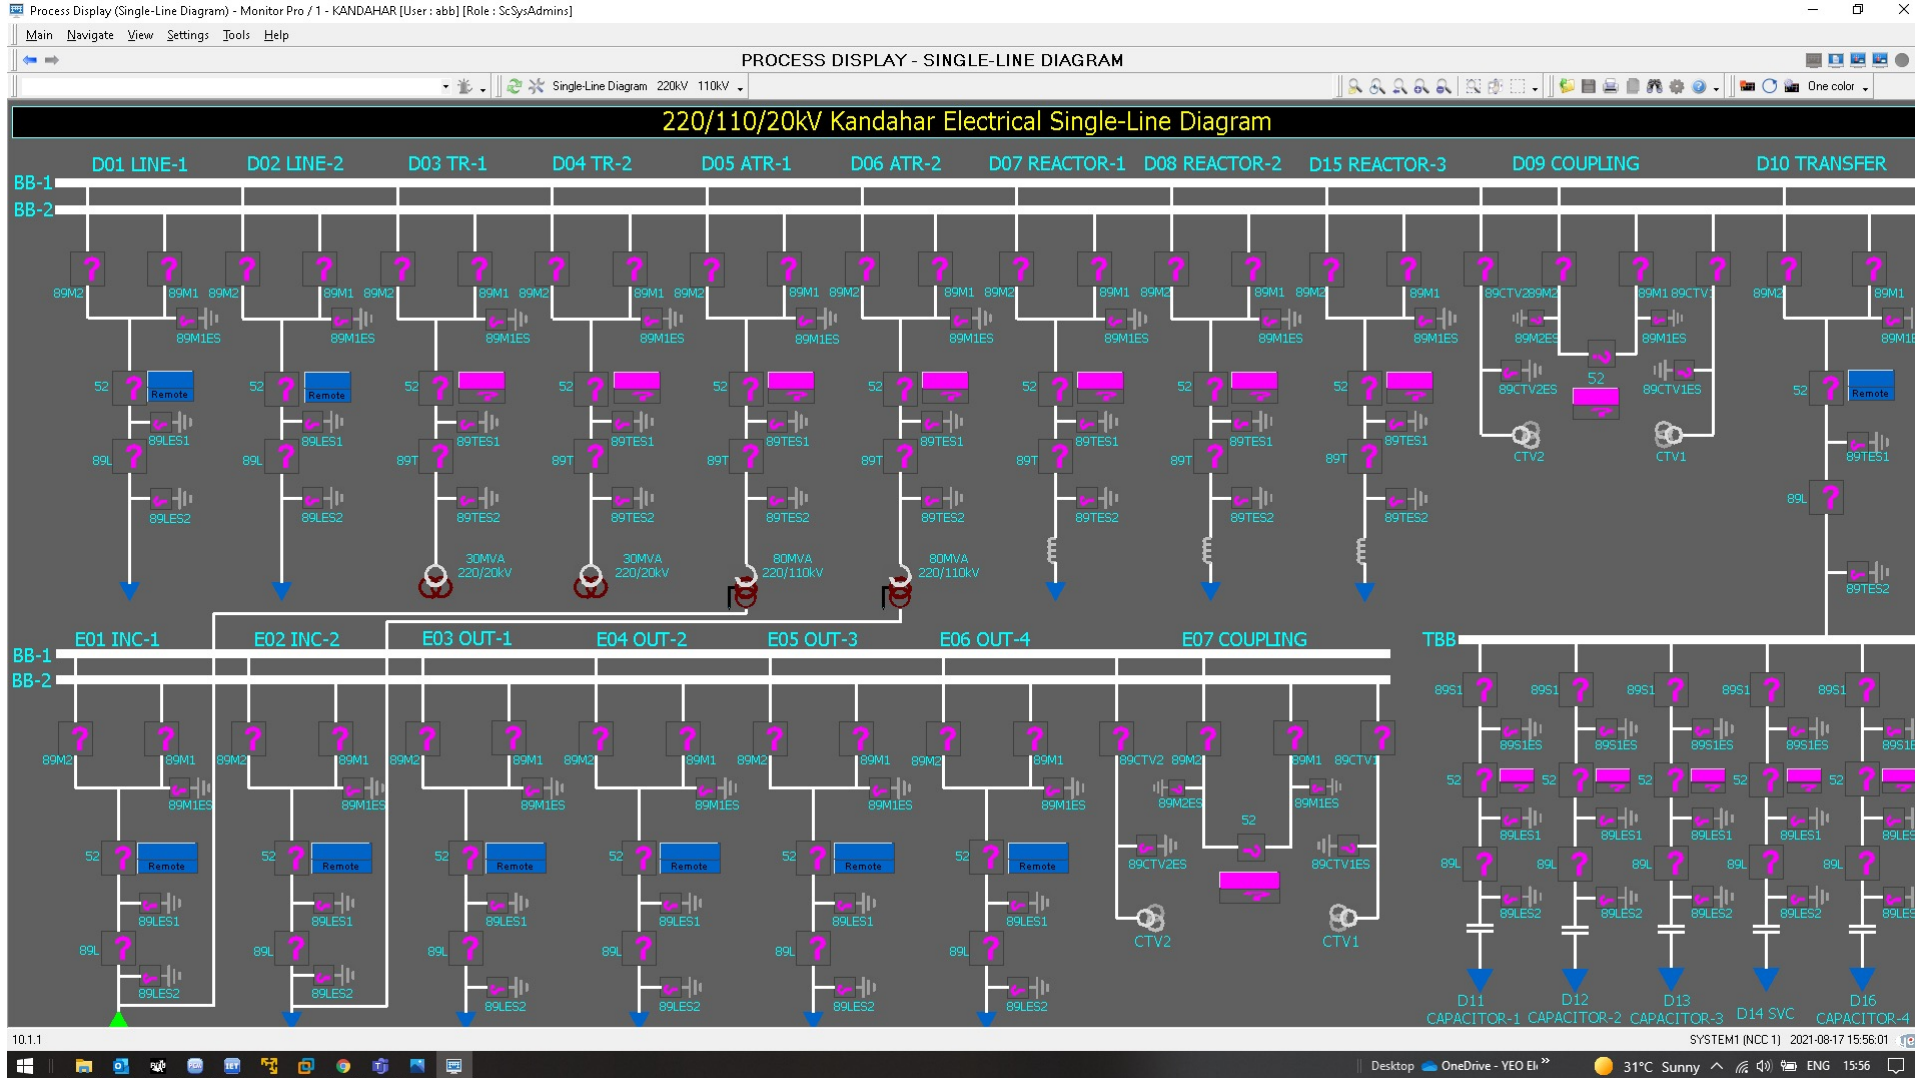 Process Display (Single-Line Diagram) - Monitor Pro / 1 - KANDAHAR [User : abb] [Role : ScSysAdmins]
Main Navigate View Settings Tools Help
PROCESS DISPLAY - SINGLE-LINE DIAGRAM
Single-Line Diagram 220kV 110kV One color
220/110/20kV Kandahar Electrical Single-Line Diagram
D01 LINE-1 D02 LINE-2 D03 TR-1 D04 TR-2 D05 ATR-1 D06 ATR-2 D07 REACTOR-1 D08 REACTOR-2 D15 REACTOR-3 D09 COUPLING D10 TRANSFER
BB-1
BB-2
? ? ? ? ? ? ? ? ? ? ? ? ? ? ? ? ? ? ? ? ? ? ? ?
89M2 89M1 89M2 89M1 89M2 89M1 89M2 89M1 89M2 89M1 89M2 89M1 89M2 89M1 89M2 89M1 89M2 89M1 89CTV2 89M2 89M1 89CTV1 89M2 89M1
89M1ES 89M1ES 89M1ES 89M1ES 89M1ES 89M1ES 89M1ES 89M1ES 89M1ES 89M2ES 89M1ES
52 ? Remote 52 ? Remote 52 ? 52 ? 52 ? 52 ? 52 ? 52 ? 52 ? 89CTV2ES 52 89CTV1ES 52 ? Remote
89LES1 89LES1 89TES1 89TES1 89TES1 89TES1 89TES1 89TES1 89TES1
89L ? 89L ? 89T ? 89T ? 89T ? 89T ? 89T ? 89T ? 89T ? CTV2 CTV1 89TES1
89L ?
89LES2 89LES2 89TES2 89TES2 89TES2 89TES2 89TES2 89TES2 89TES2
30MVA 30MVA 80MVA 80MVA
220/20kV 220/20kV 220/110kV 220/110kV
89TES2
E01 INC-1 E02 INC-2 E03 OUT-1 E04 OUT-2 E05 OUT-3 E06 OUT-4 E07 COUPLING TBB
BB-1
BB-2
89S1 ? 89S1 ? 89S1 ? 89S1 ? 89S1 ?
? ? ? ? ? ? ? ? ? ? ? ? ? ? ? ?
89S1ES 89S1ES 89S1ES 89S1ES
89M2 89M1 89M2 89M1 89M2 89M1 89M2 89M1 89M2 89M1 89M2 89M1 89CTV2 89M2 89M1 89CTV1
52 ? 52 ? 52 ? 52 ? 52 ?
89M1ES 89M1ES 89M1ES 89M1ES 89M1ES 89M1ES 89M2ES 89M1ES
52
89LES1 89LES1 89LES1 89LES1
52 ? Remote 52 ? Remote 52 ? Remote 52 ? Remote 52 ? Remote 52 ? Remote 89CTV2ES 89CTV1ES
89L ? 89L ? 89L ? 89L ? 89L ?
89LES1 89LES1 89LES1 89LES1 89LES1 89LES1
89LES2 89LES2 89LES2 89LES2
89L ? 89L ? 89L ? 89L ? 89L ? 89L ? CTV2 CTV1
89LES2 89LES2 89LES2 89LES2 89LES2 89LES2
D11 D12 D13 D14 SVC D16
CAPACITOR-1 CAPACITOR-2 CAPACITOR-3 CAPACITOR-4
10.1.1 SYSTEM1 (NCC 1) 2021-08-17 15:56:01
Desktop OneDrive - YEO El 31°C Sunny ENG 15:56